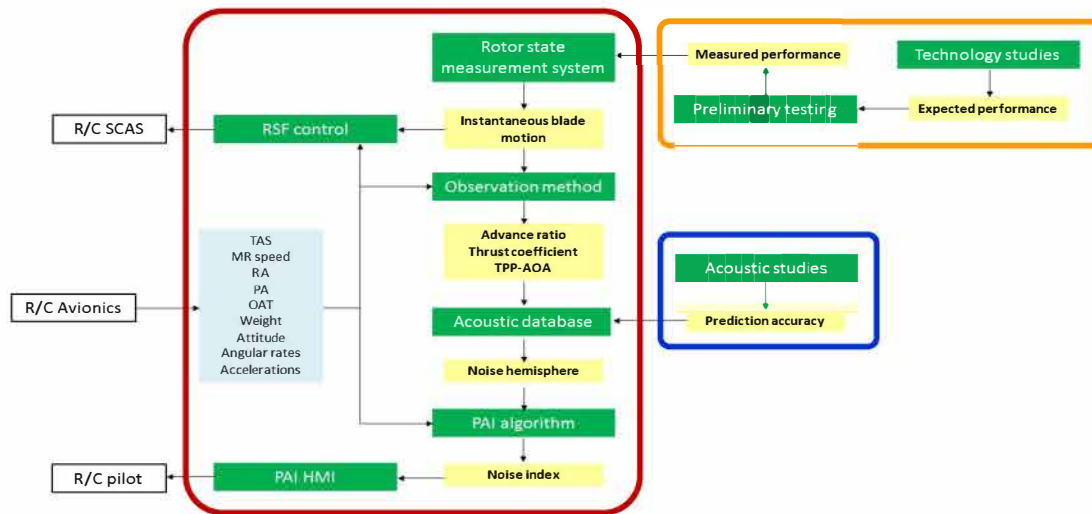 Rotor state
measurement system
Measured performance
Technology studies
Preliminary testing
Expected performance
R/C SCAS
RSF control
Instantaneous blade
motion
Observation method
Advance ratio
Thrust coefficient
TPP-AOA
TAS
MR speed
RA
PA
OAT
Weight
Attitude
Angular rates
Accelerations
R/C Avionics
Acoustic studies
Acoustic database
Prediction accuracy
Noise hemisphere
PAI algorithm
R/C pilot
PAI HMI
Noise index